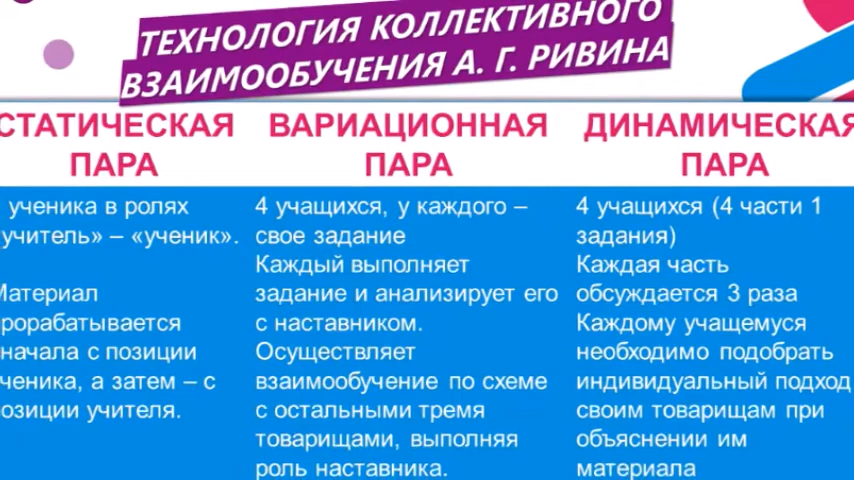 ТЕХНОЛОГИЯ КОЛЛЕКТИВНОГО
ВЗАИМООБУЧЕНИЯ А. Г. РИВИНА
СТАТИЧЕСКАЯ
ПАРА
ученика в ролях
учитель» – «ученик».
Материал
прорабатывается
сначала с позиции
ученика, а затем – с
позиции учителя.
ВАРИАЦИОННАЯ
ПАРА
4 учащихся, у каждого –
свое задание
Каждый выполняет
задание и анализирует его
с наставником.
Осуществляет
взаимообучение по схеме
с остальными тремя
товарищами, выполняя
роль наставника.
ДИНАМИЧЕСКАЯ
ПАРА
4 учащихся (4 части 1
задания)
Каждая часть
обсуждается 3 раза
Каждому учащемуся
необходимо подобрать
индивидуальный подход
своим товарищам при
объяснении им
материала